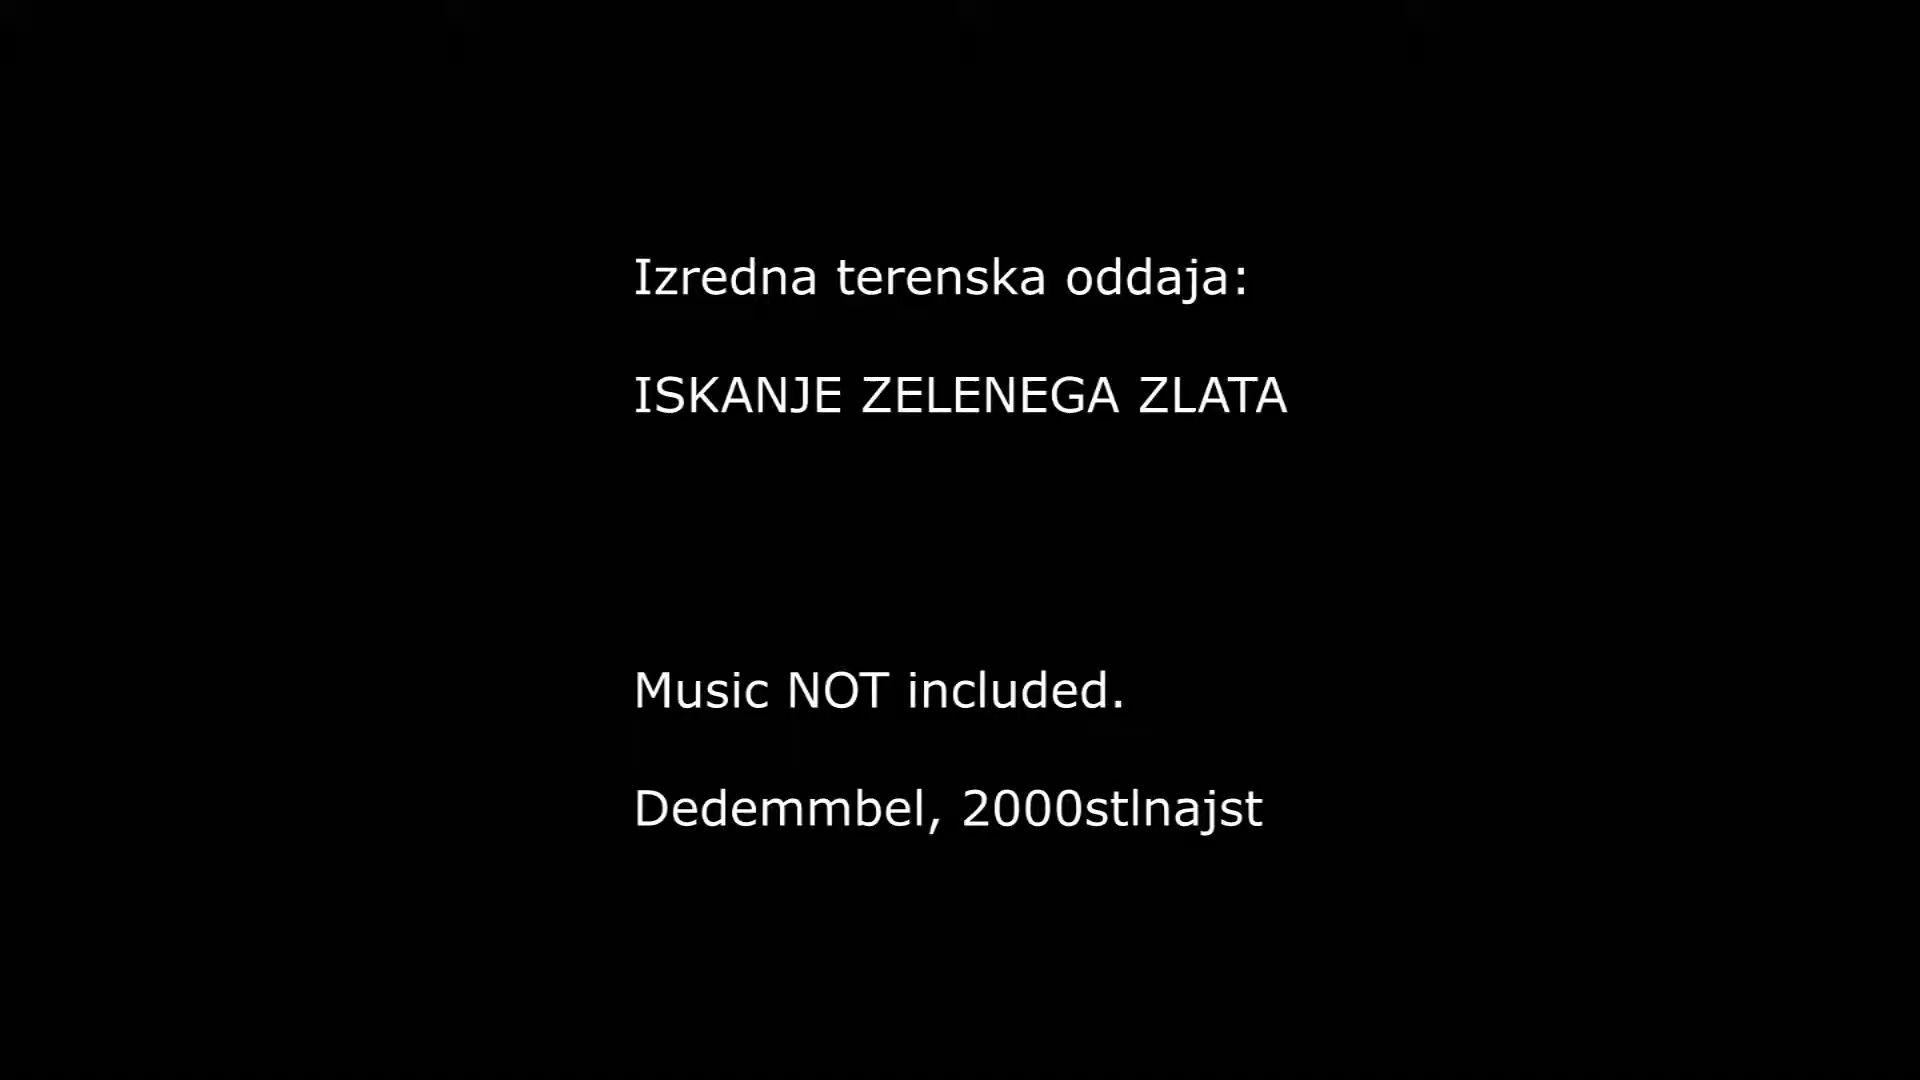 Izredna terenska oddaja:
ISKANJE ZELENEGA ZLATA
Music NOT included.
Dedemmbel, 2000stlnajst